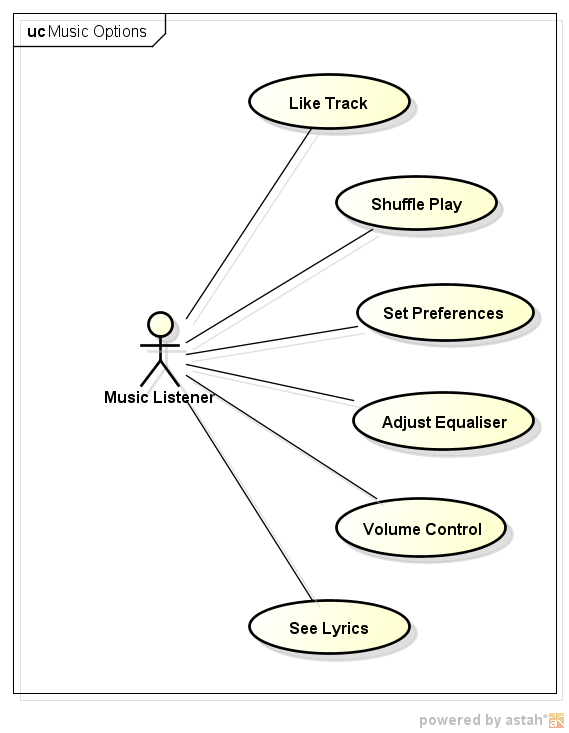 uc Music Options
Like Track
Shuffle Play
Set Preferences
Music Listener
Adjust Equaliser
Volume Control
See Lyrics
powered by astah*